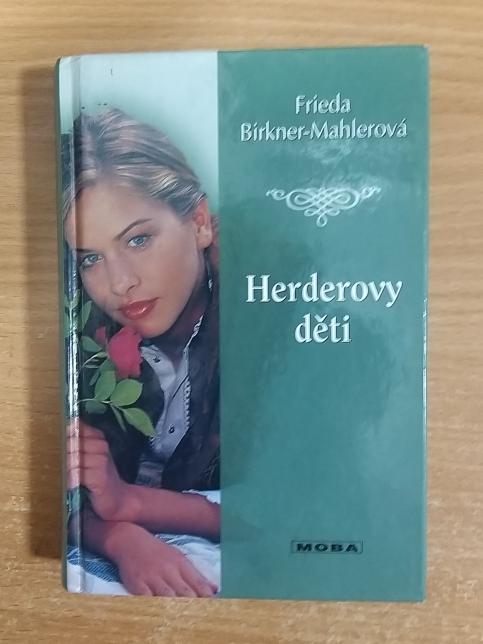 Frieda
Birkner-Mahlerová
Herderovy
děti
MOBA